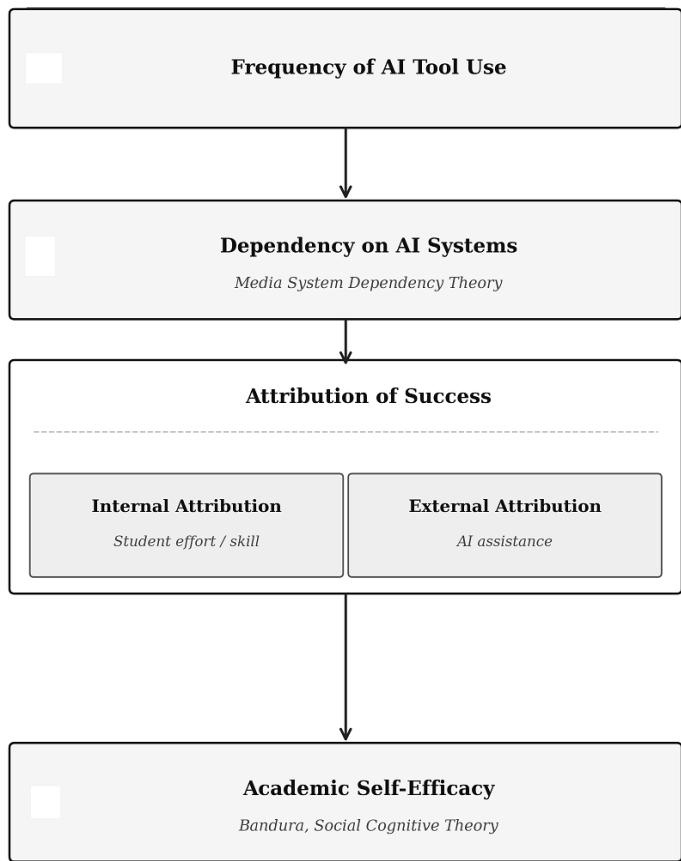 Frequency of AI Tool Use
Dependency on AI Systems
Media System Dependency Theory
Attribution of Success
Internal Attribution
Student effort / skill
External Attribution
AI assistance
Academic Self-Efficacy
Bandura, Social Cognitive Theory